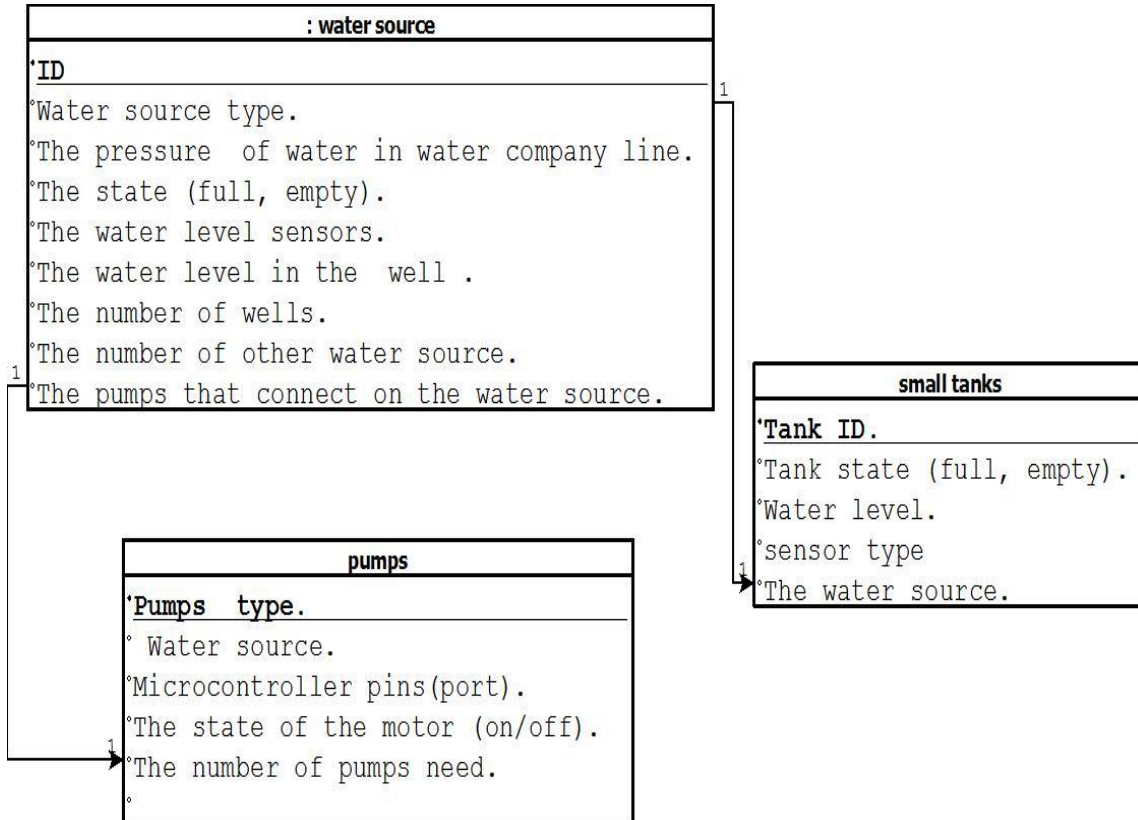 : water source
ID
Water source type.
The pressure of water in water company line.
The state (full, empty).
The water level sensors.
The water level in the well .
The number of wells.
The number of other water source.
The pumps that connect on the water source.
1
1
small tanks
Tank ID.
Tank state (full, empty).
Water level.
sensor type
The water source.
1
pumps
Pumps type.
Water source.
Microcontroller pins(port).
The state of the motor (on/off).
The number of pumps need.
1